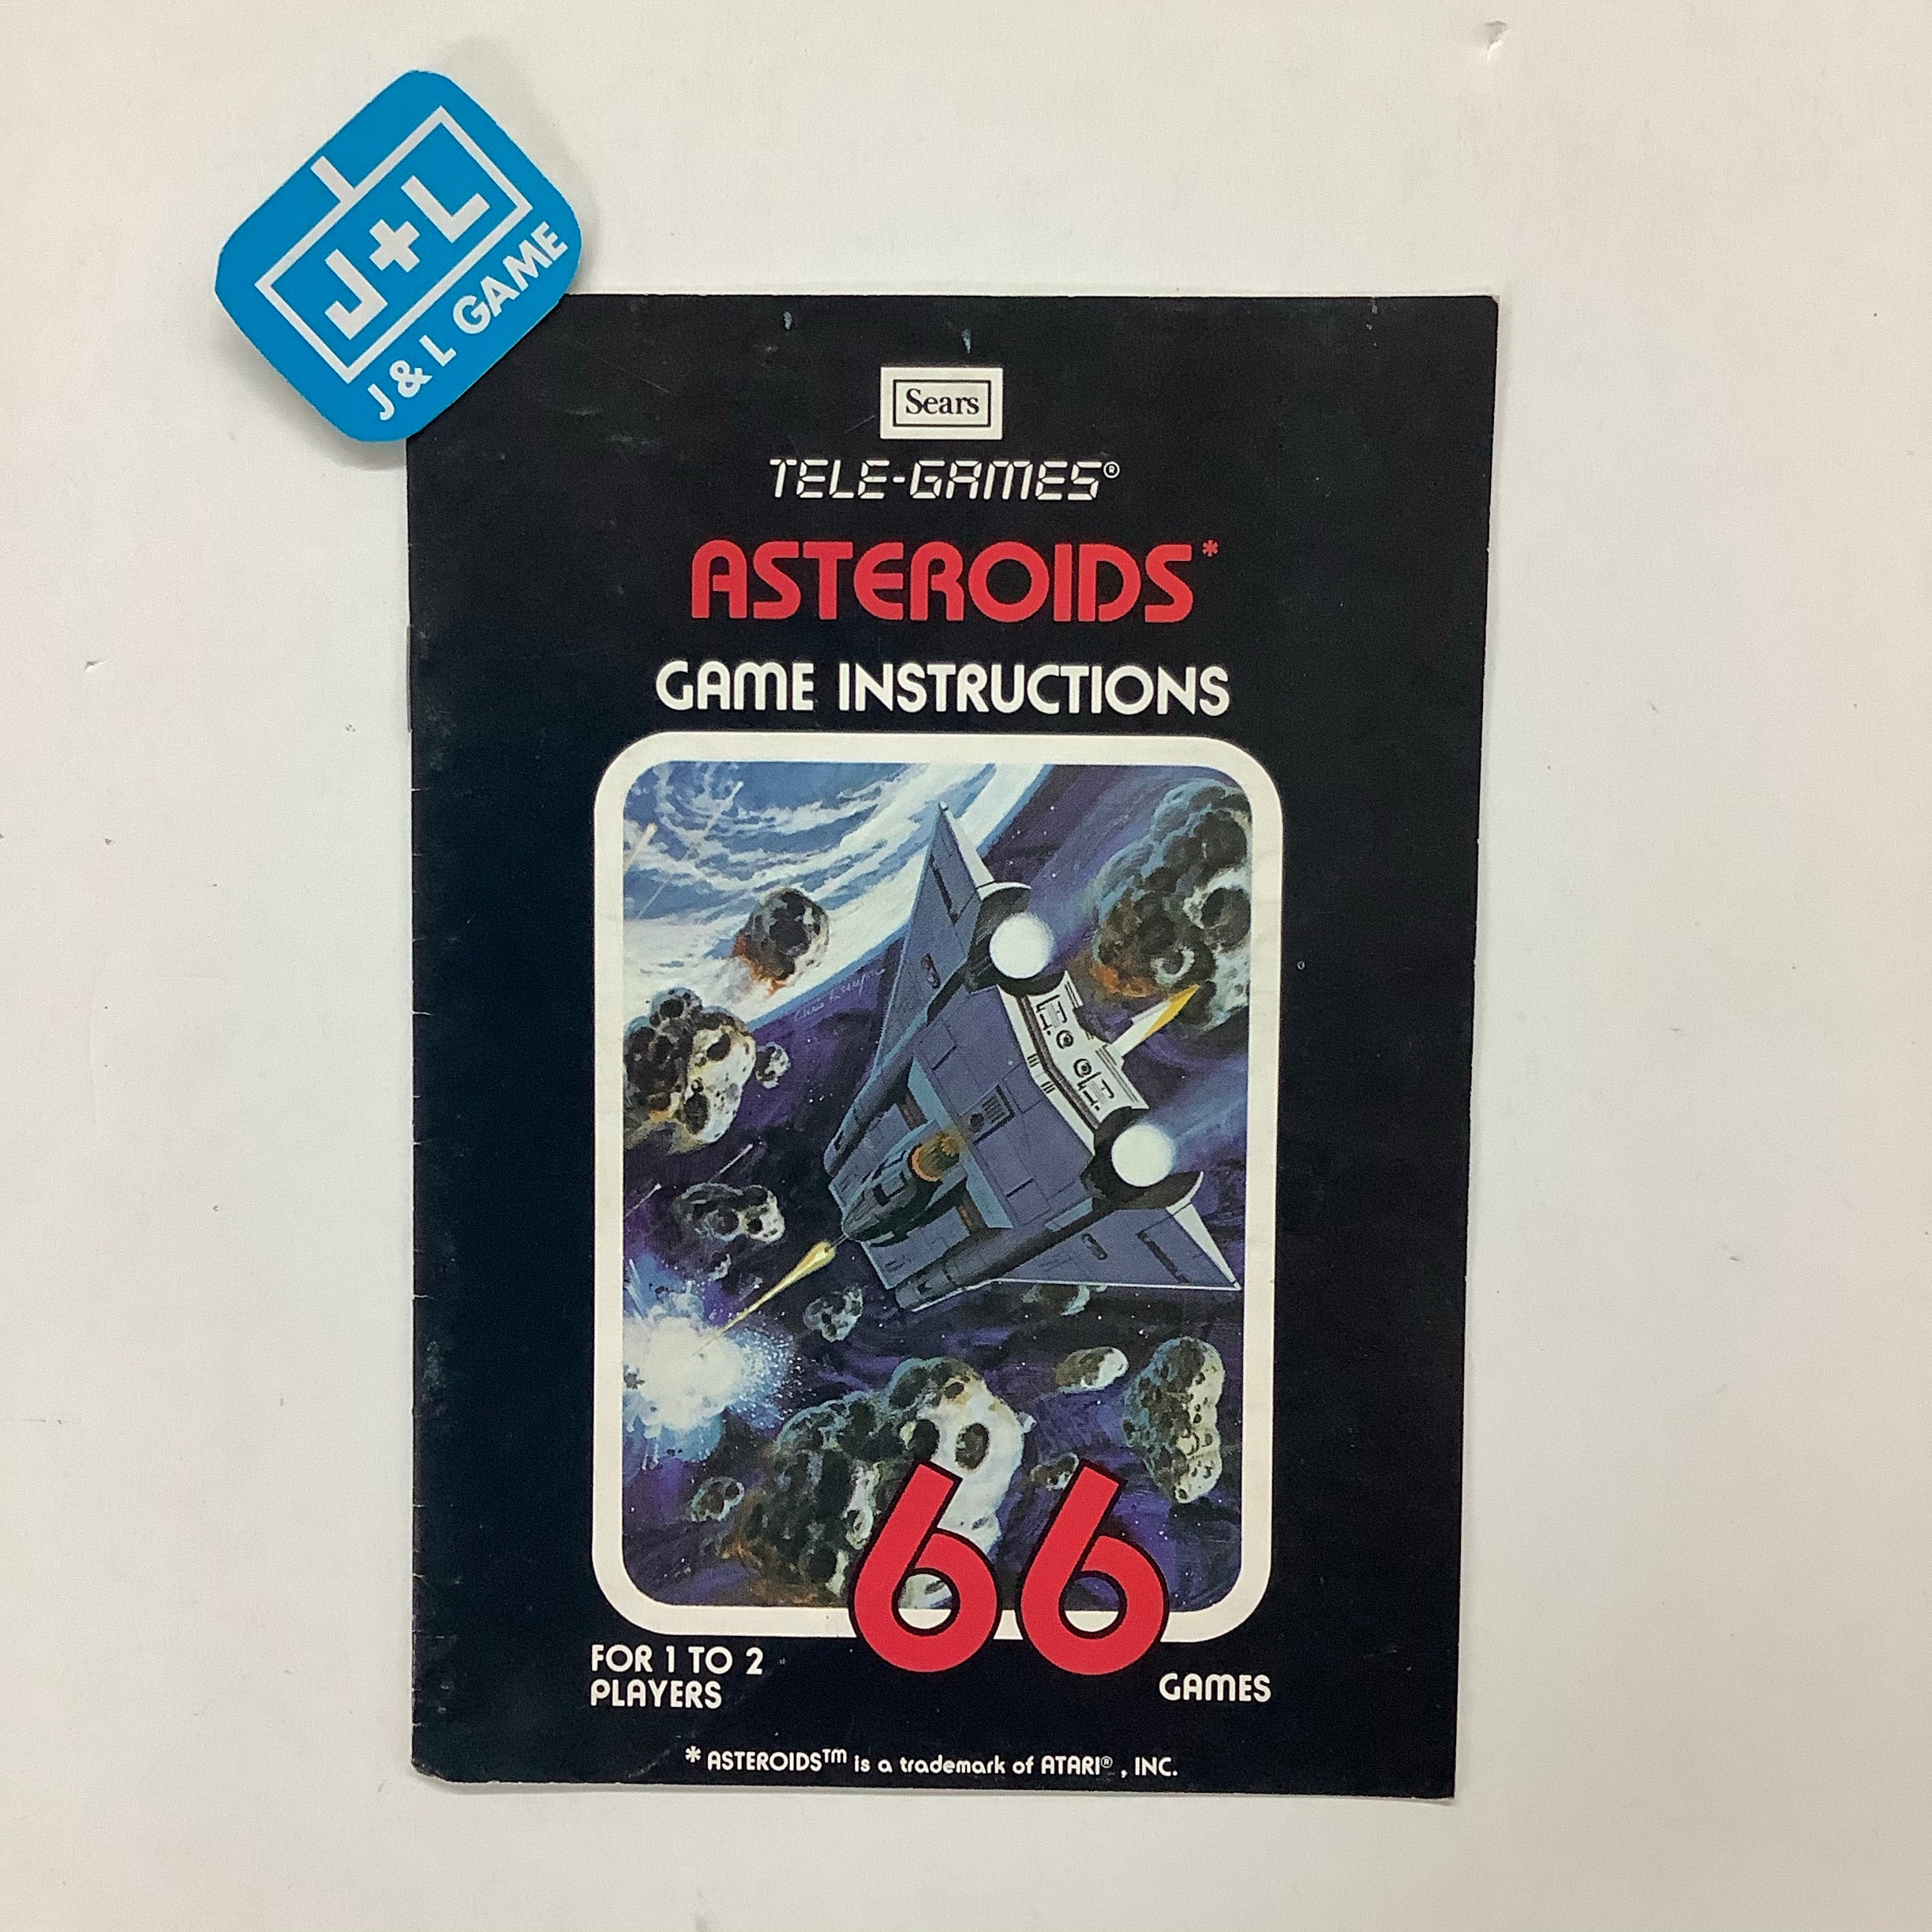 J+L
J & L GAME
Sears
TELE-GAMES®
ASTEROIDS*
GAME INSTRUCTIONS
66
FOR 1 TO 2
PLAYERS
GAMES
* ASTEROIDS™ is a trademark of ATARI® , INC.